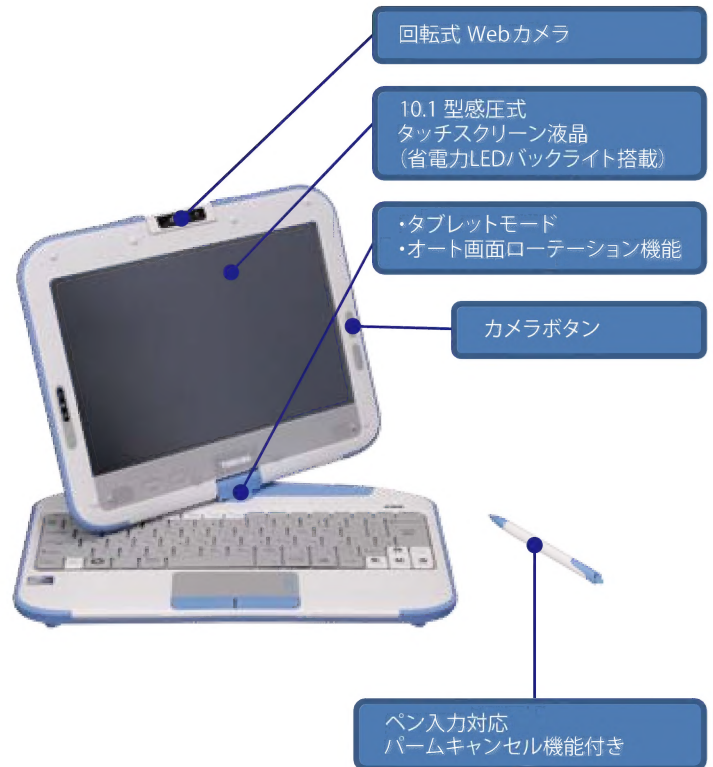 回転式 Webカメラ
10.1 型感圧式
タッチスクリーン液晶
（省電力LEDバックライト搭載）
・タブレットモード
・オート画面ローテーション機能
カメラボタン
ペン入力対応
パームキャンセル機能付き